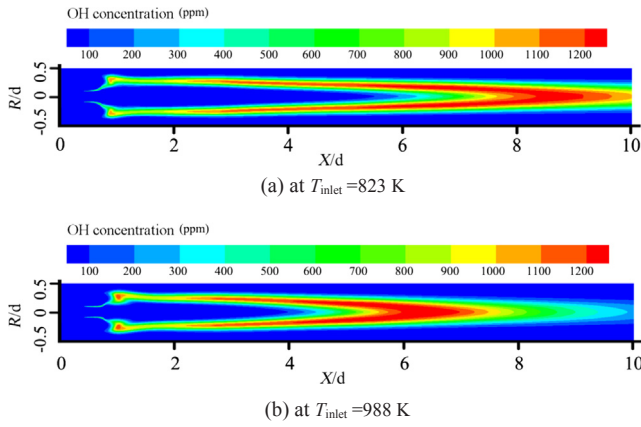 OH concentration (ppm)
100 200 300 400 500 600 700 800 900 1000 1100 1200
R/d
0.5
0
-0.5
0 2 4 6 8 10
X/d
(a) at Tinlet =823 K
OH concentration (ppm)
100 200 300 400 500 600 700 800 900 1000 1100 1200
R/d
0.5
0
-0.5
0 2 4 6 8 10
X/d
(b) at Tinlet =988 K